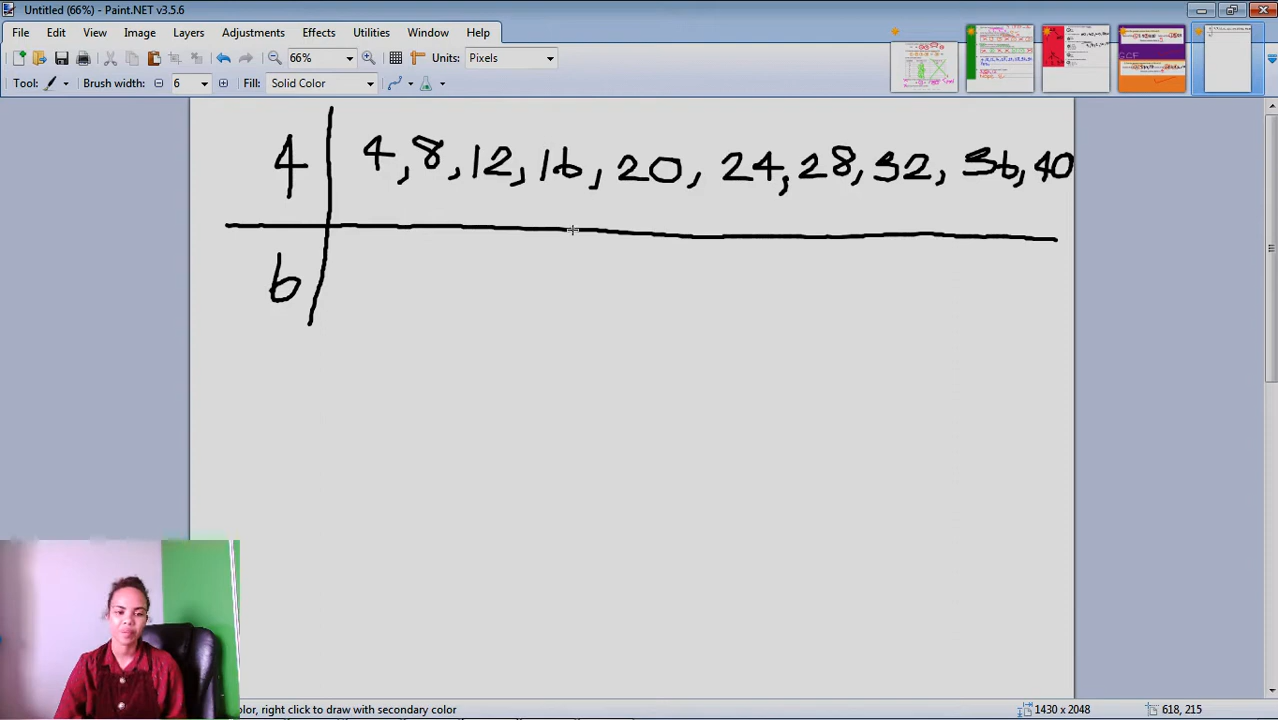 Untitled (66%) - Paint.NET v3.5.6
File Edit View Image Layers Adjustments Effects Utilities Window Help
66% Units: Pixels
Tool: Brush width: 6 Fill: Solid Color
4 4, 8, 12, 16, 20, 24, 28, 32, 36, 40
6
color, right click to draw with secondary color 1430 x 2048 618, 215